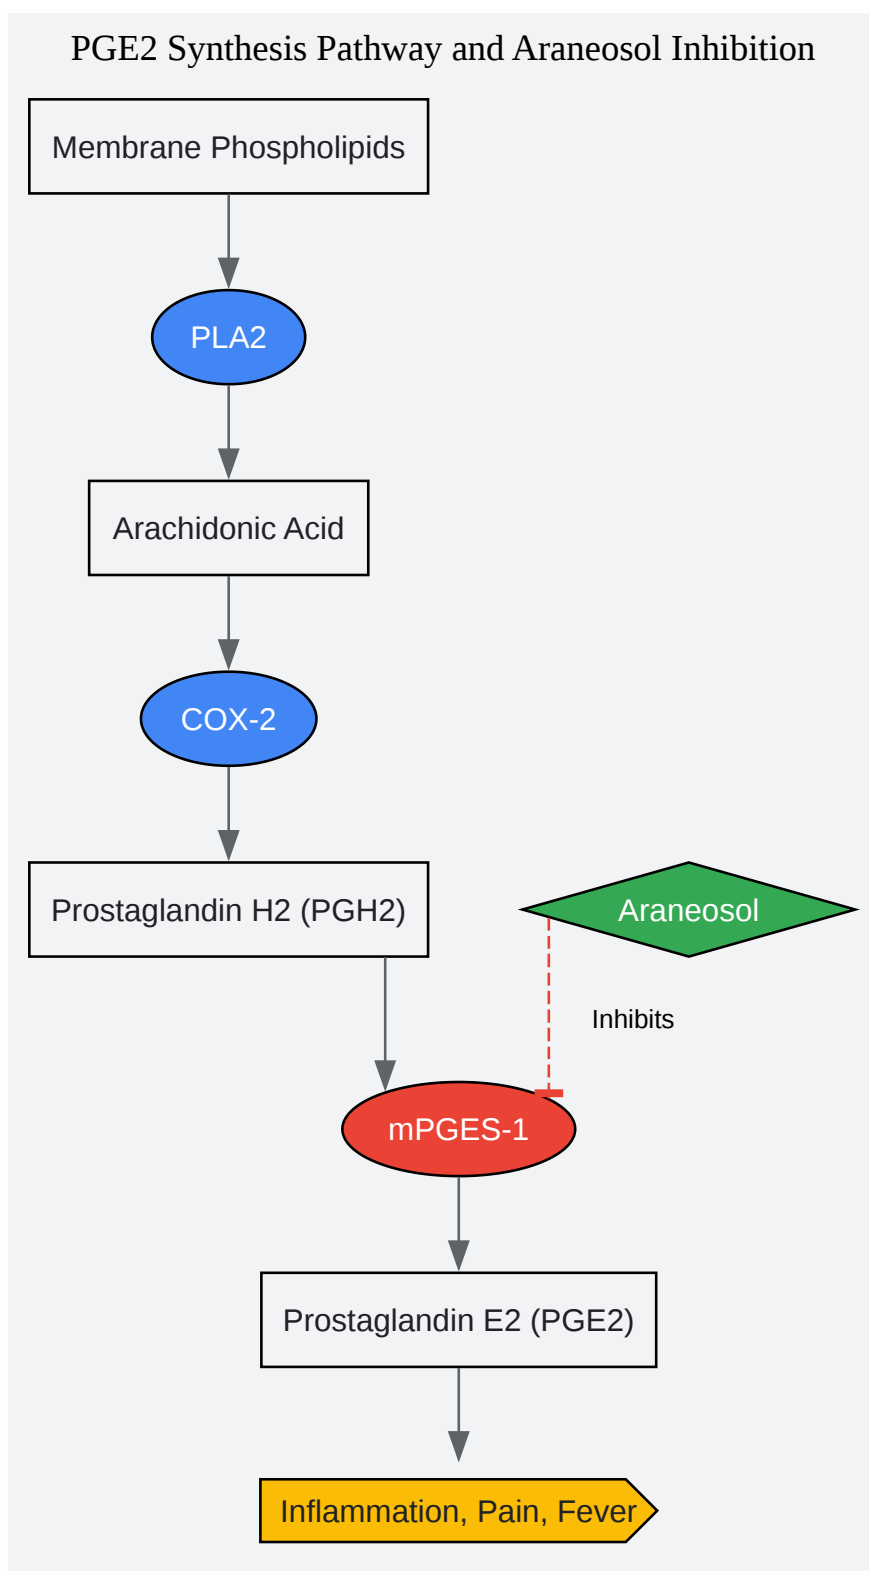 PGE2 Synthesis Pathway and Araneosol Inhibition
Membrane Phospholipids
PLA2
Arachidonic Acid
COX-2
Prostaglandin H2 (PGH2)
Araneosol
Inhibits
mPGES-1
Prostaglandin E2 (PGE2)
Inflammation, Pain, Fever